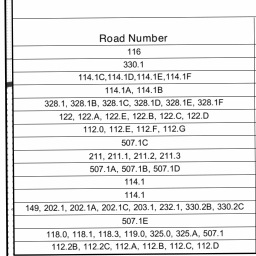 Road Number
116
330.1
114.1C,114.1D,114.1E,114.1F
114.1A, 114.1B
328.1, 328.1B, 328.1C, 328.1D, 328.1E, 328.1F
122, 122.A, 122.E, 122.B, 122.C, 122.D
112.0, 112.E, 112.F, 112.G
507.1C
211, 211.1, 211.2, 211.3
507.1A, 507.1B, 507.1D
114.1
114.1
149, 202.1, 202.1A, 202.1C, 203.1, 232.1, 330.2B, 330.2C
507.1E
118.0, 118.1, 118.3, 119.0, 325.0, 325.A, 507.1
112.2B, 112.2C, 112.A, 112.B, 112.C, 112.D